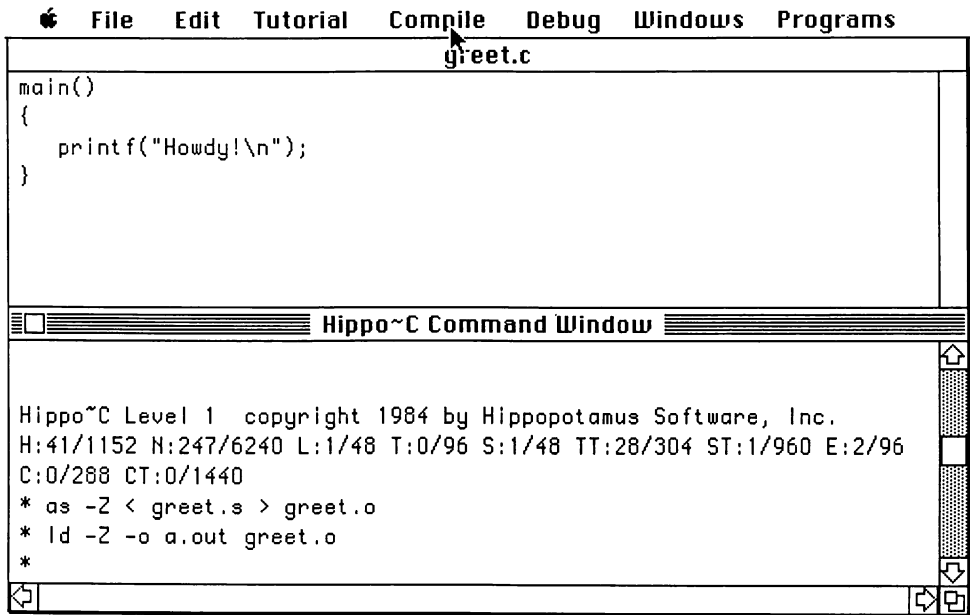 File Edit Tutorial Compile Debug Windows Programs
greet.c
main()
{
   printf("Howdy!\n");
}
Hippo~C Command Window
Hippo~C Level 1  copyright 1984 by Hippopotamus Software, Inc.
H:41/1152 N:247/6240 L:1/48 T:0/96 S:1/48 TT:28/304 ST:1/960 E:2/96
C:0/288 CT:0/1440
* as -Z < greet.s > greet.o
* ld -Z -o a.out greet.o
*